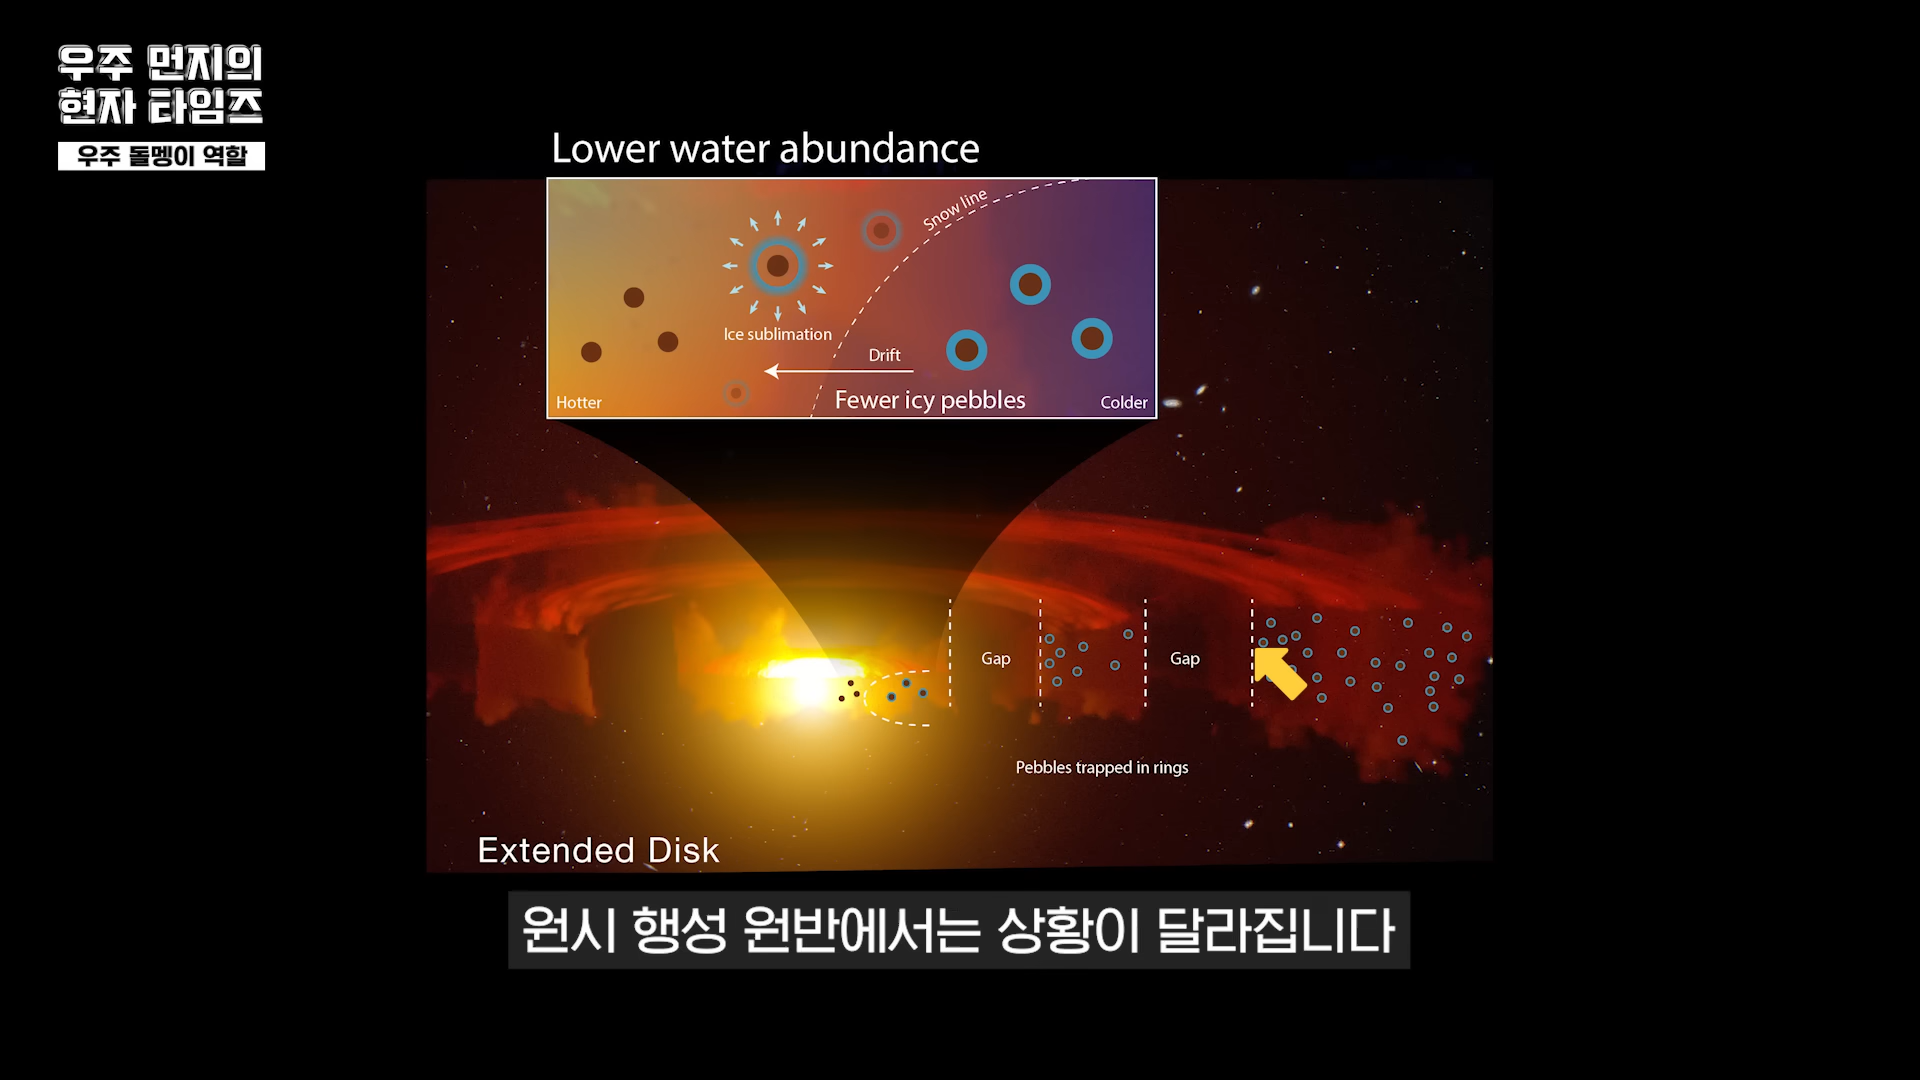 우주 먼지의
현자 타임즈
우주 돌멩이 역할
Lower water abundance
Snow line
Ice sublimation
Drift
Hotter
Fewer icy pebbles
Colder
Gap
Gap
Pebbles trapped in rings
Extended Disk
원시 행성 원반에서는 상황이 달라집니다